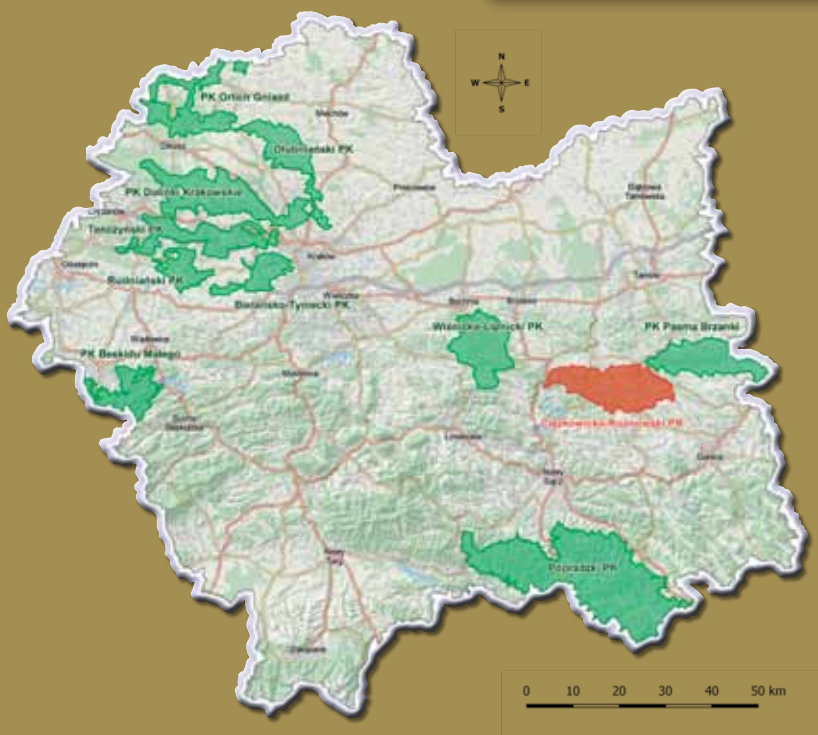 N
W E
S
PK Orlich Gniazd
Miechów
Dłubniański PK
Olkusz
PK Dolinki Krakowskie
Proszowice
Dąbrowa
Tarnowska
Chrzanów
Tenczyński PK
Kraków
Oświęcim
Tarnów
Rudniański PK
Wieliczka
Bielańsko-Tyniecki PK
Bochnia
Brzesko
Wiśnicko-Lipnicki PK
PK Pasma Brzanki
Wadowice
PK Beskidu Małego
Myślenice
Sucha
Beskidzka
Ciężkowicko-Rożnowski PK
Limanowa
Gorlice
Nowy
Sącz
Nowy
Targ
Popradzki PK
Zakopane
0 10 20 30 40 50 km